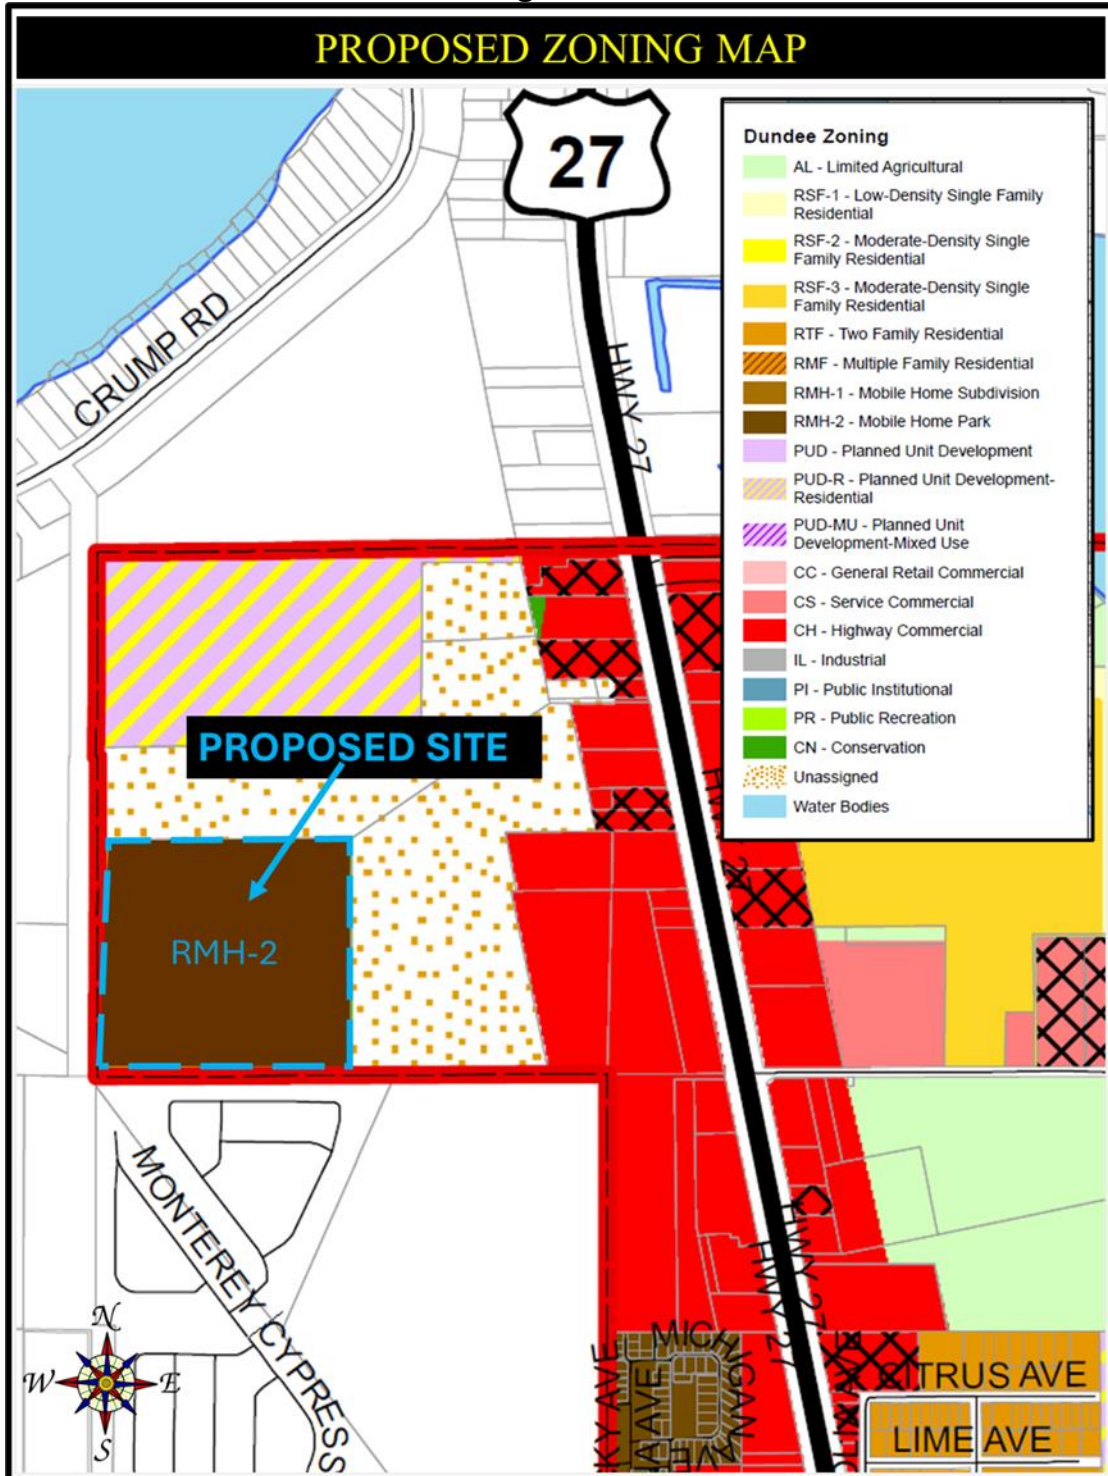 PROPOSED ZONING MAP
27
Dundee Zoning
AL - Limited Agricultural
RSF-1 - Low-Density Single Family
Residential
RSF-2 - Moderate-Density Single
Family Residential
RSF-3 - Moderate-Density Single
Family Residential
RTF - Two Family Residential
RMF - Multiple Family Residential
RMH-1 - Mobile Home Subdivision
RMH-2 - Mobile Home Park
PUD - Planned Unit Development
PUD-R - Planned Unit Development-
Residential
PUD-MU - Planned Unit
Development-Mixed Use
CC - General Retail Commercial
CS - Service Commercial
CH - Highway Commercial
IL - Industrial
PI - Public Institutional
PR - Public Recreation
CN - Conservation
Unassigned
Water Bodies
CRUMP RD
HWY 27
PROPOSED SITE
RMH-2
MONTEREY CYPRESS
HWY 27
HWY 27
N
W E
S
MICHIGAN AVE
CITRUS AVE
LIME AVE